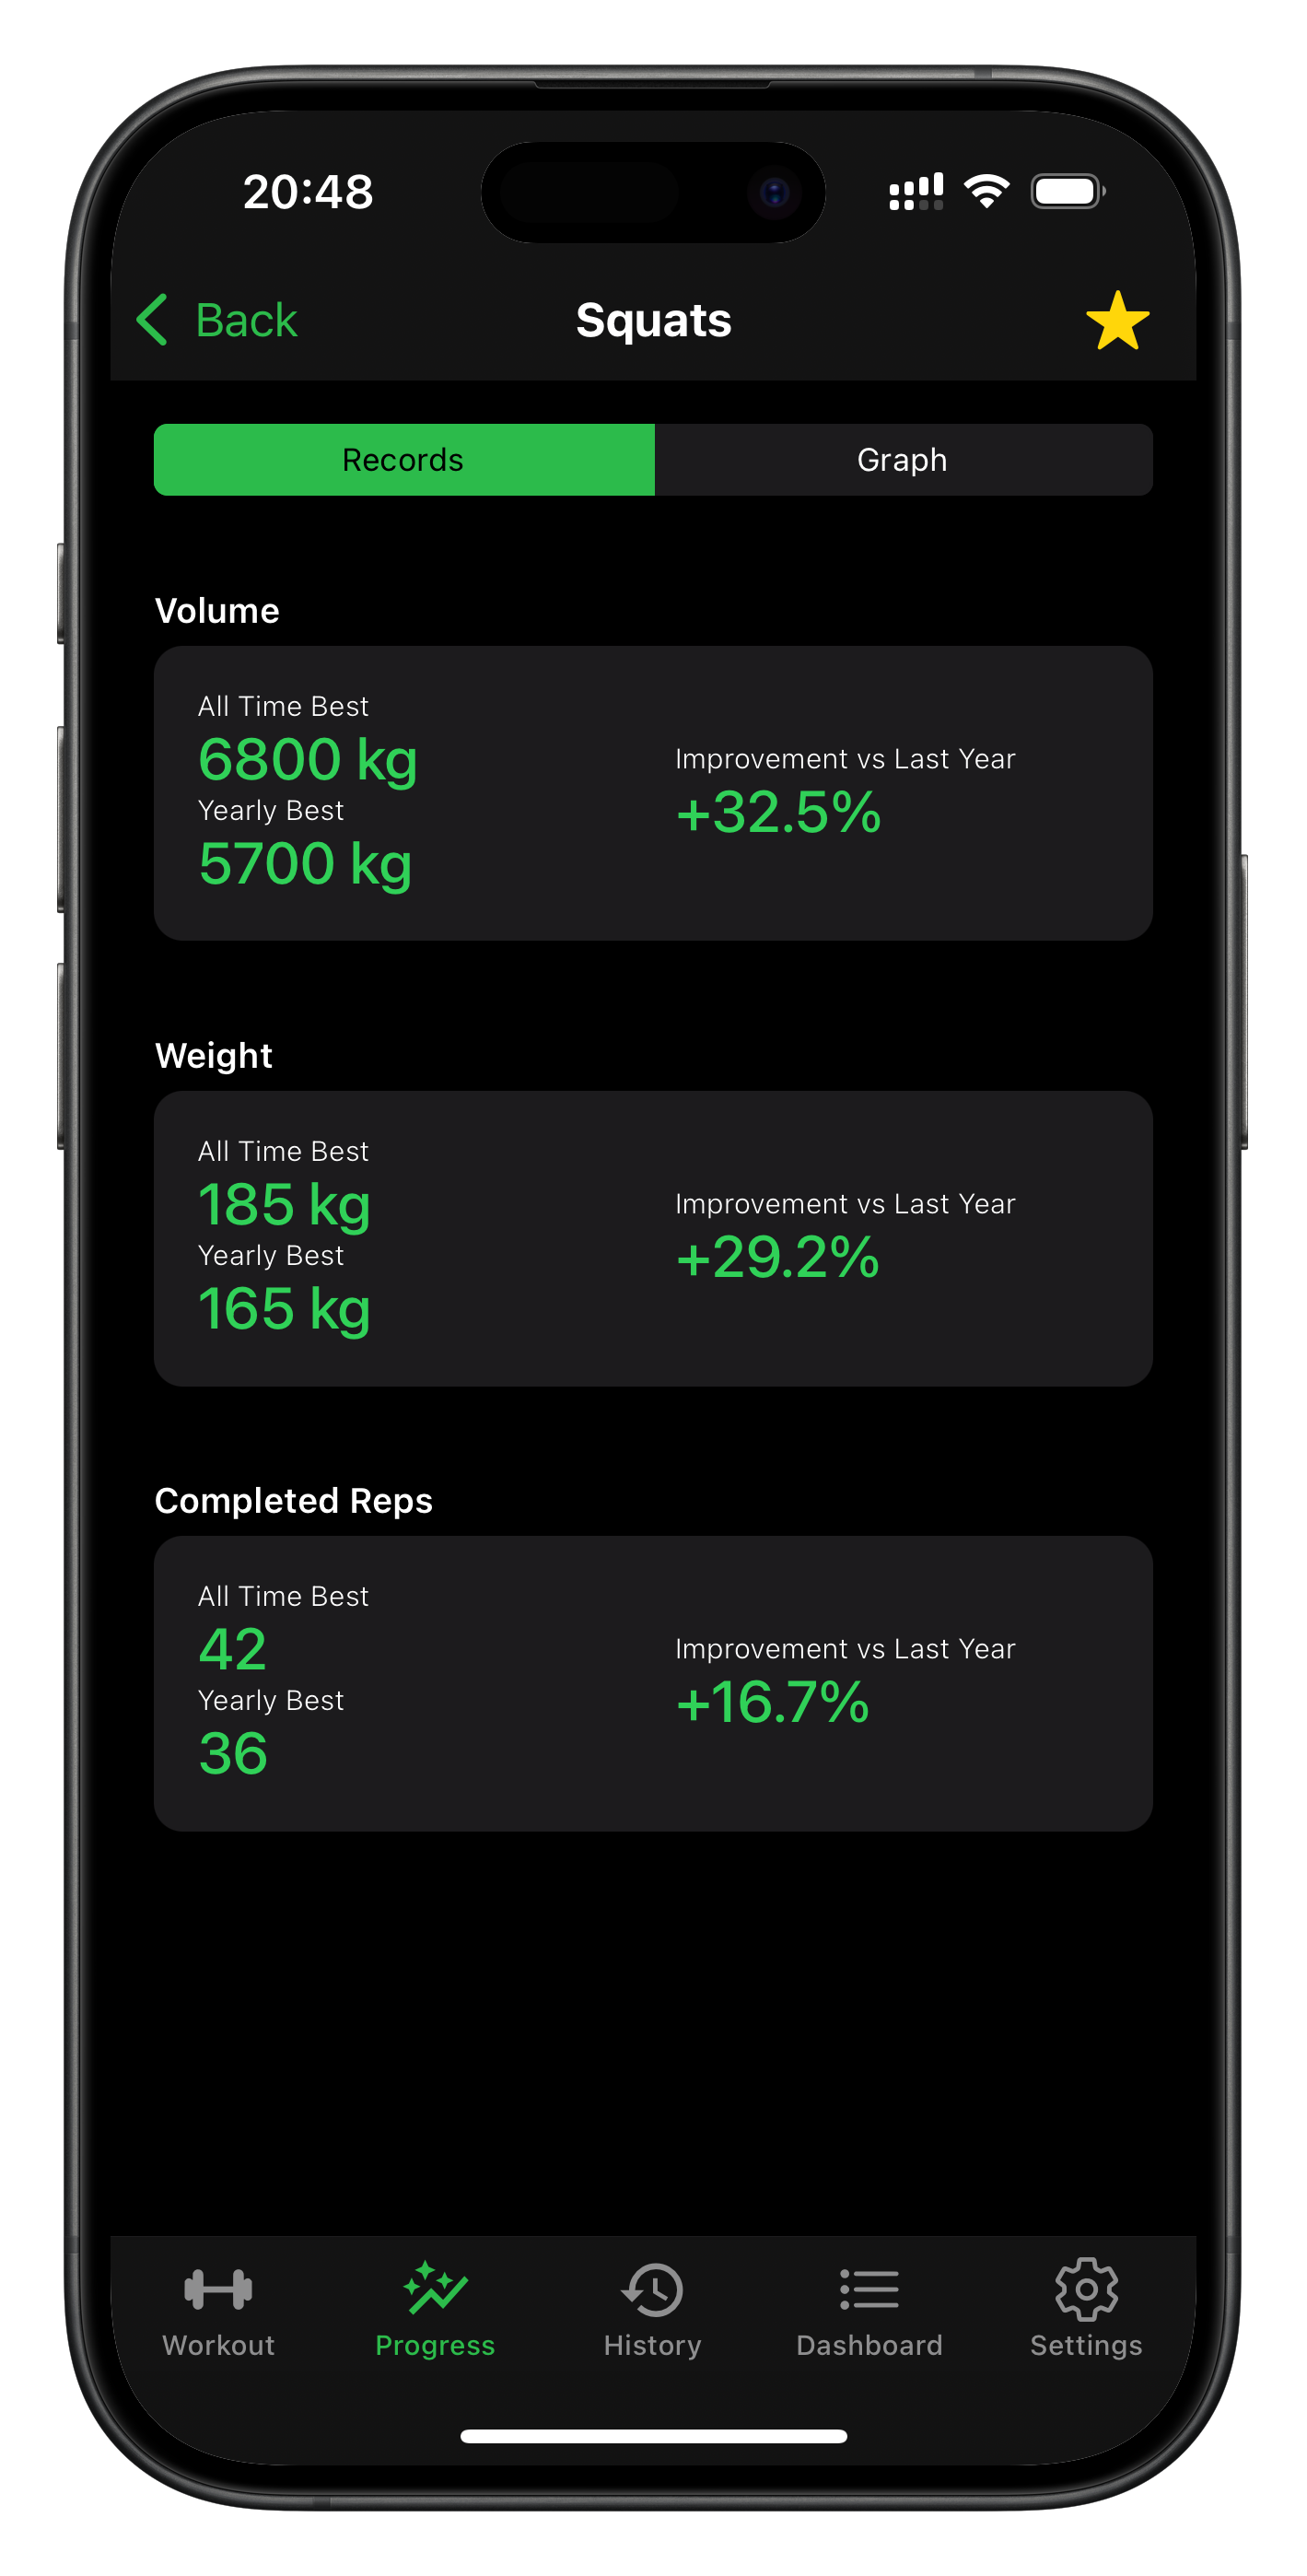 20:48
Back
Squats
Records
Graph
Volume
All Time Best
6800 kg
Yearly Best
5700 kg
Improvement vs Last Year
+32.5%
Weight
All Time Best
185 kg
Yearly Best
165 kg
Improvement vs Last Year
+29.2%
Completed Reps
All Time Best
42
Yearly Best
36
Improvement vs Last Year
+16.7%
Workout
Progress
History
Dashboard
Settings